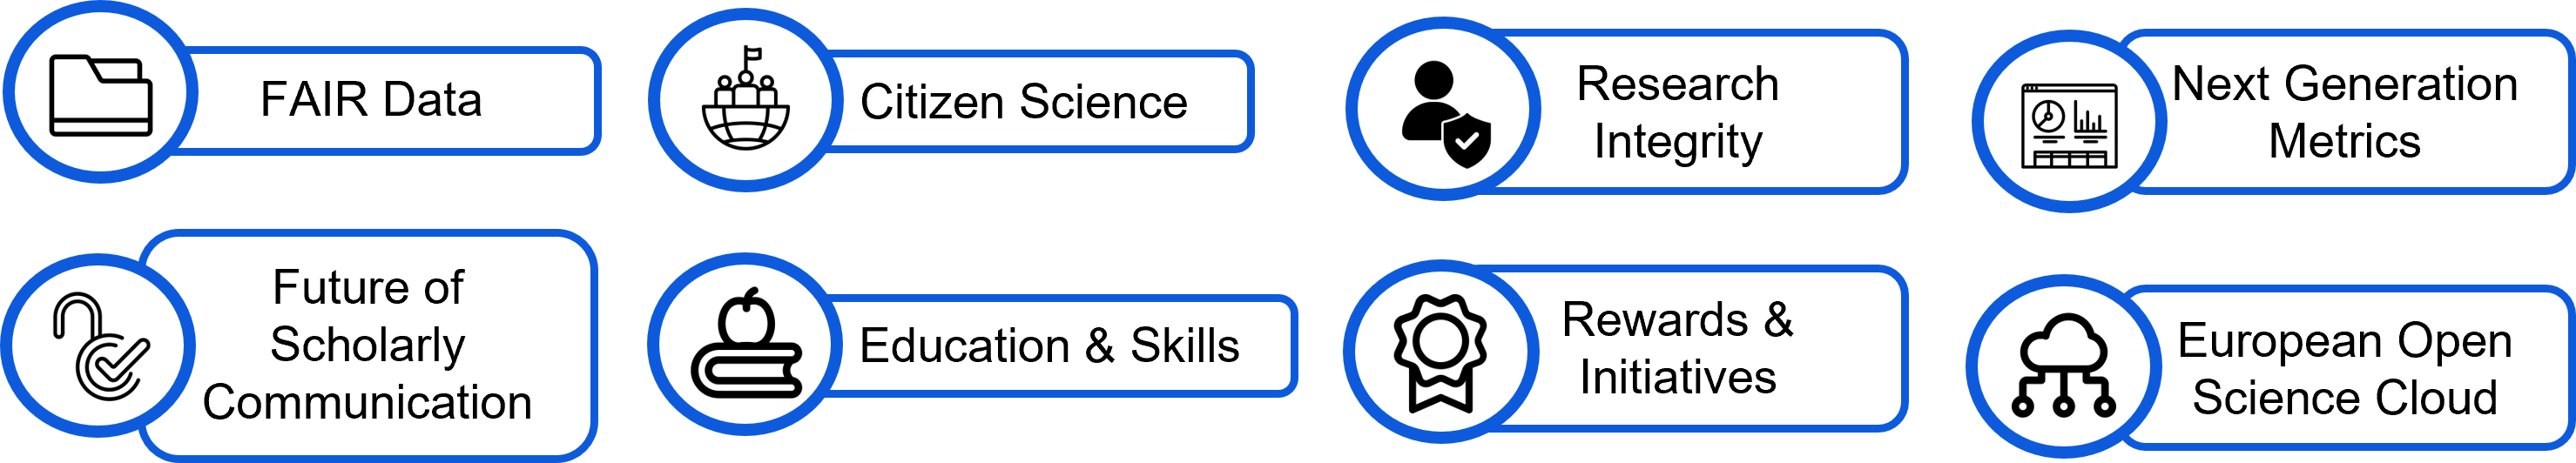 FAIR Data
Citizen Science
Research
Integrity
Next Generation
Metrics
Future of
Scholarly
Communication
Education & Skills
Rewards &
Initiatives
European Open
Science Cloud